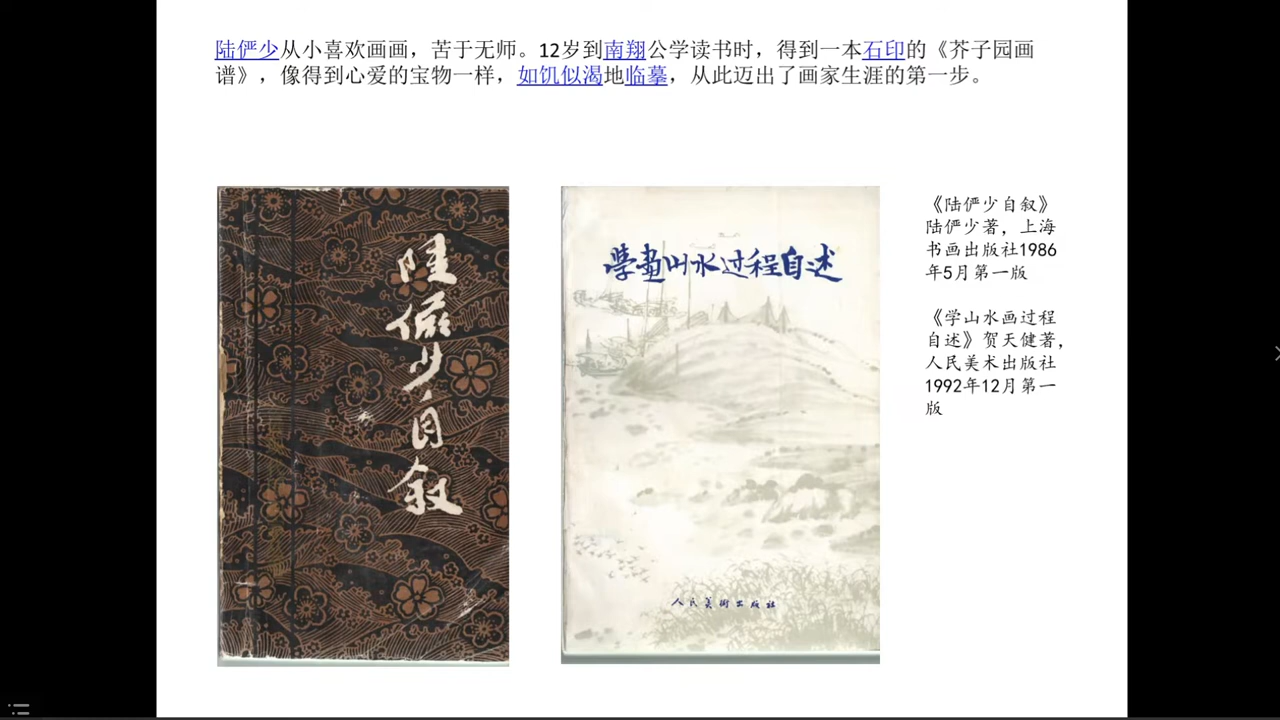 陆俨少从小喜欢画画，苦于无师。12岁到南翔公学读书时，得到一本石印的《芥子园画
谱》，像得到心爱的宝物一样，如饥似渴地临摹，从此迈出了画家生涯的第一步。
陆俨少自叙
學畫山水过程自述
人民美術出版社
《陆俨少自叙》
陆俨少著，上海
书画出版社1986
年5月第一版
《学山水画过程
自述》贺天健著，
人民美术出版社
1992年12月第一
版